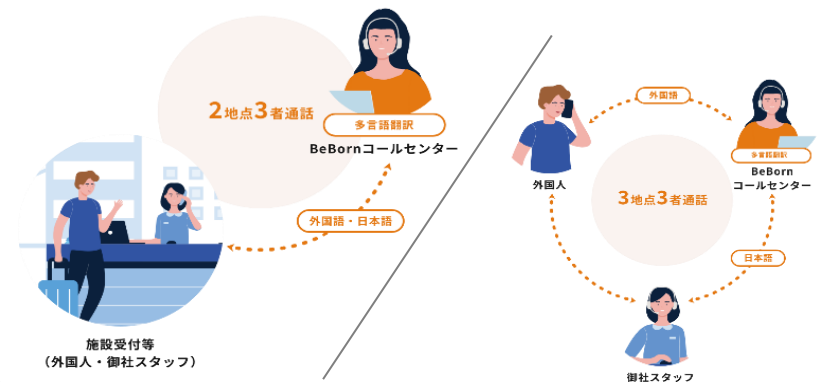 2地点3者通話
多言語翻訳
BeBornコールセンター
外国語・日本語
施設受付等
（外国人・御社スタッフ）
外国語
外国人
多言語翻訳
BeBorn
コールセンター
3地点3者通話
日本語
御社スタッフ